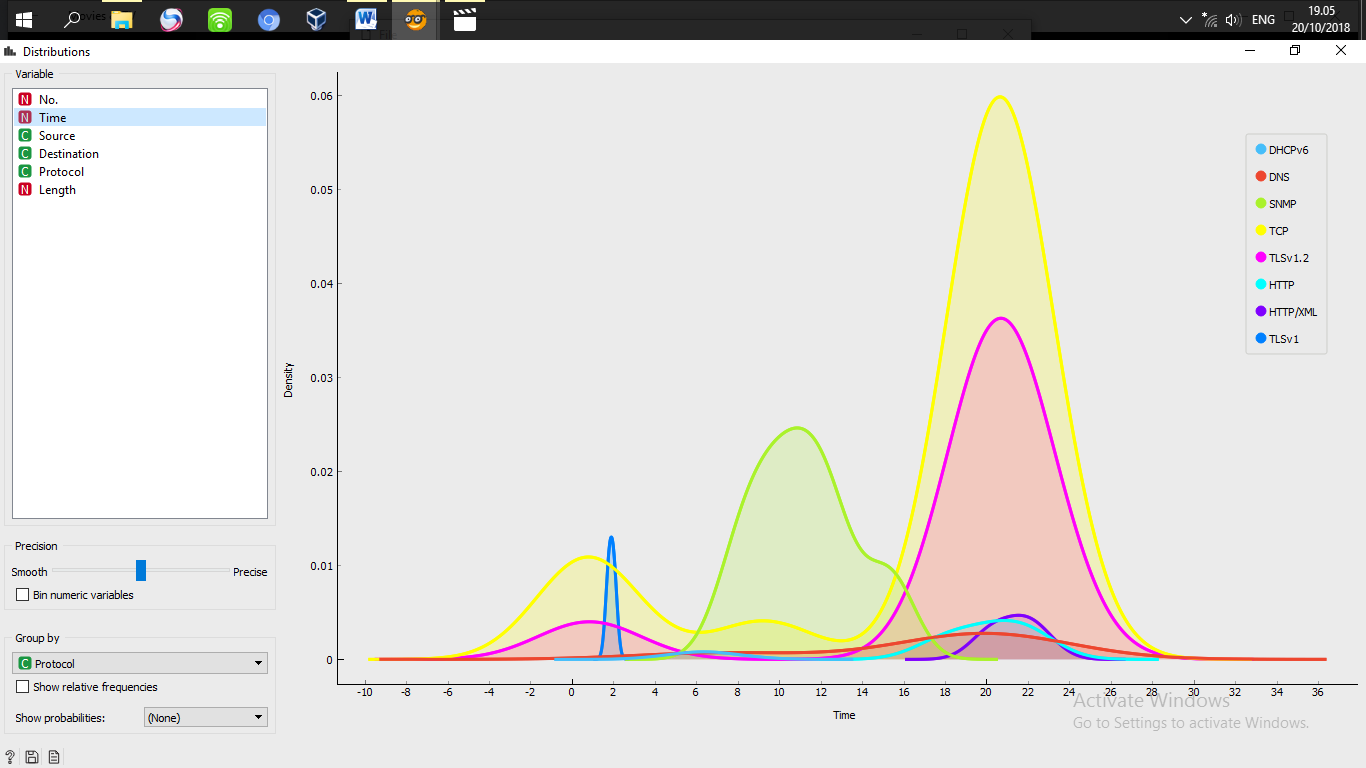 ENG
19.05
20/10/2018
Distributions
Variable
N No.
N Time
C Source
C Destination
C Protocol
N Length
Precision
Smooth
Precise
Bin numeric variables
Group by
C Protocol
Show relative frequencies
Show probabilities:
(None)
Density
0.06
0.05
0.04
0.03
0.02
0.01
0
-10 -8 -6 -4 -2 0 2 4 6 8 10 12 14 16 18 20 22 24 26 28 30 32 34 36
Time
DHCPv6
DNS
SNMP
TCP
TLSv1.2
HTTP
HTTP/XML
TLSv1
Activate Windows
Go to Settings to activate Windows.